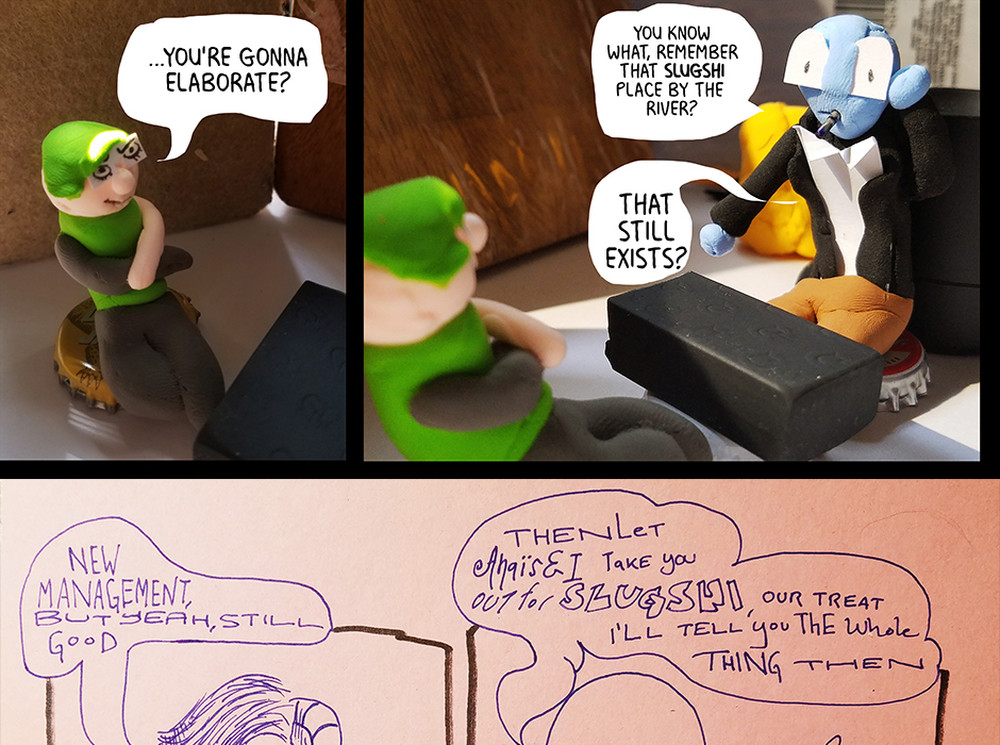 ...YOU'RE GONNA
ELABORATE?
YOU KNOW
WHAT, REMEMBER
THAT SLUGSHI
PLACE BY THE
RIVER?
THAT
STILL
EXISTS?
NEW
MANAGEMENT,
BUT YEAH, STILL
GOOD
THEN LET
Anaïs & I TAKE you
OUT for SLUGSHI, OUR TREAT
I'LL TELL you THE Whole
THING THEN